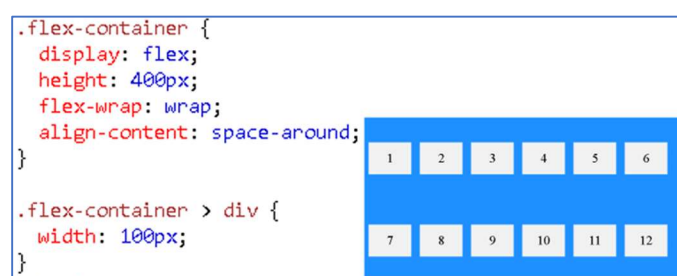 .flex-container {
  display: flex;
  height: 400px;
  flex-wrap: wrap;
  align-content: space-around;
}
.flex-container > div {
  width: 100px;
}
1 2 3 4 5 6
7 8 9 10 11 12